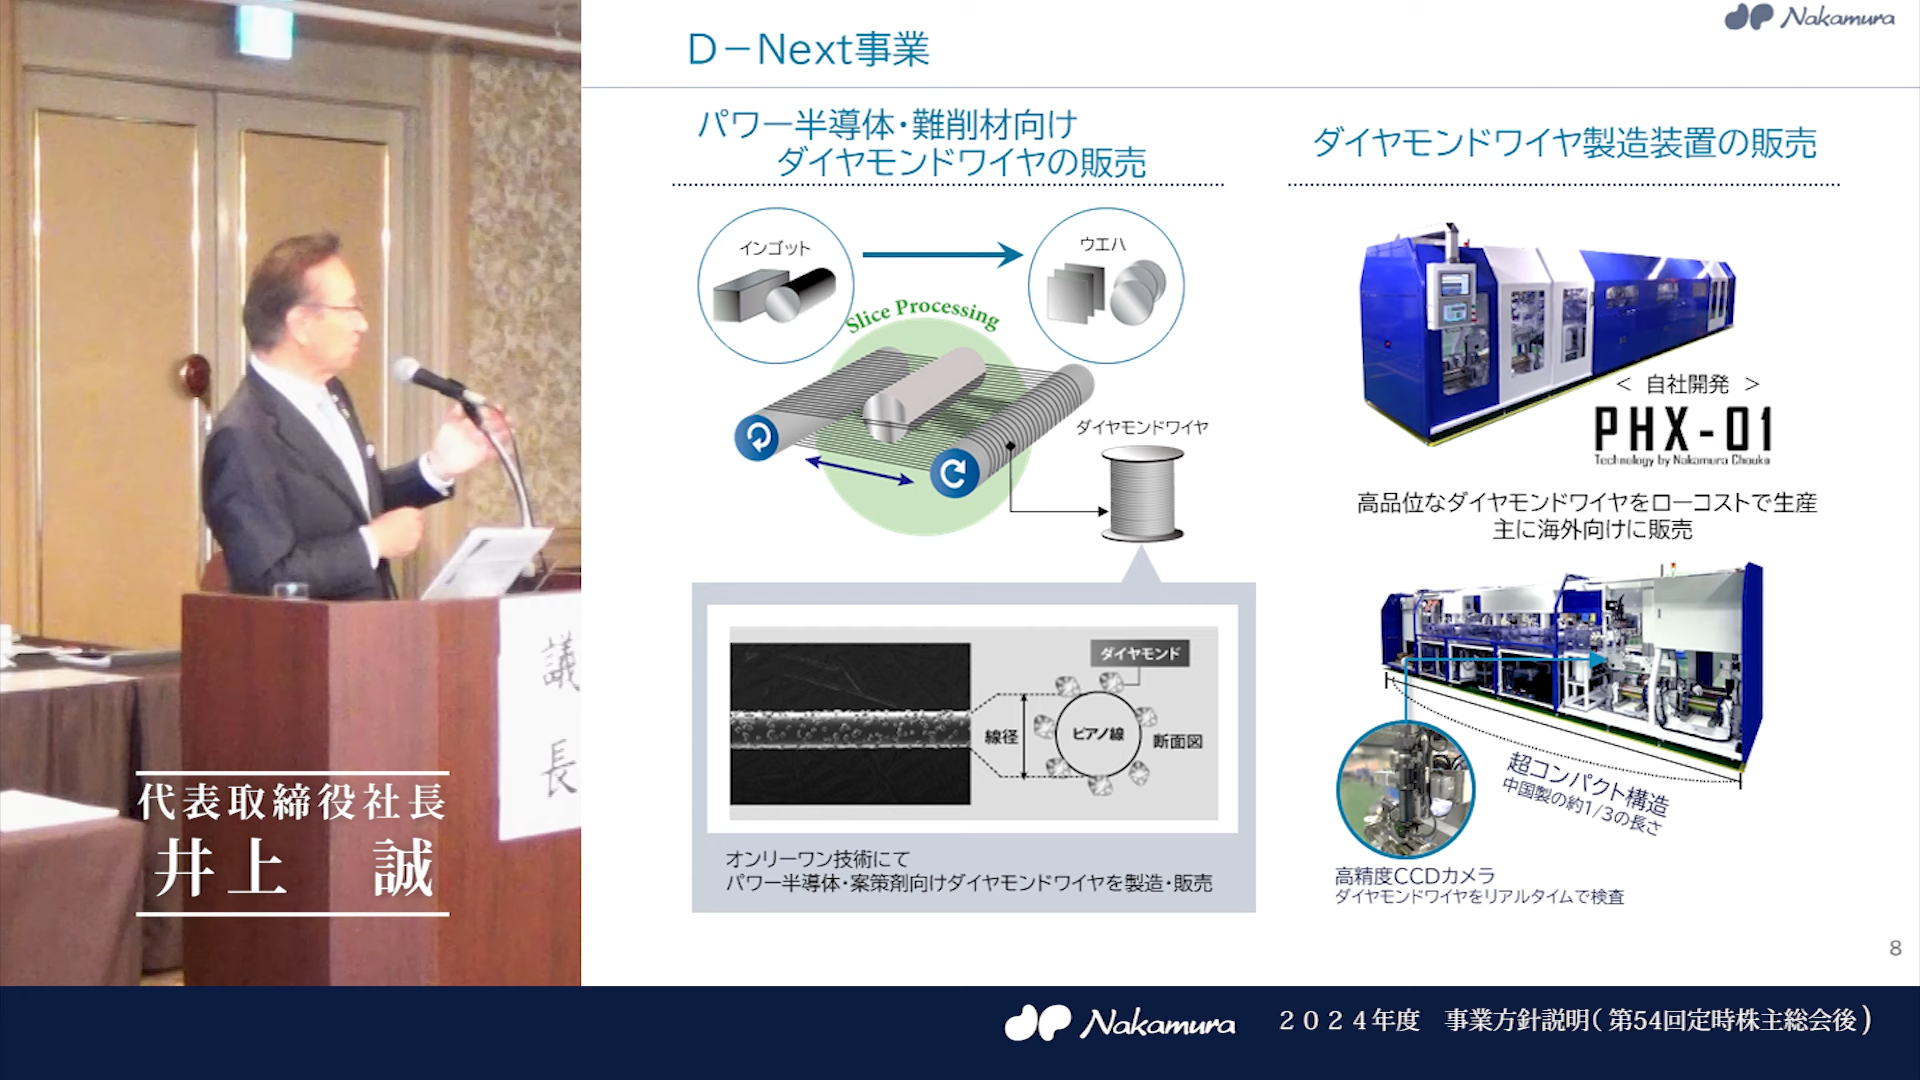 Nakamura
D－Next事業
パワー半導体・難削材向け
ダイヤモンドワイヤの販売
インゴット
ウエハ
Slice Processing
ダイヤモンドワイヤ
ダイヤモンド
線径
ピアノ線
断面図
オンリーワン技術にて
パワー半導体・案策剤向けダイヤモンドワイヤを製造・販売
ダイヤモンドワイヤ製造装置の販売
＜ 自社開発 ＞
PHX-01
Technology by Nakamura Chouko
高品位なダイヤモンドワイヤをローコストで生産
主に海外向けに販売
超コンパクト構造
中国製の約1/3の長さ
高精度CCDカメラ
ダイヤモンドワイヤをリアルタイムで検査
8
議長
代表取締役社長
井上　誠
Nakamura
２０２４年度　事業方針説明（第54回定時株主総会後）